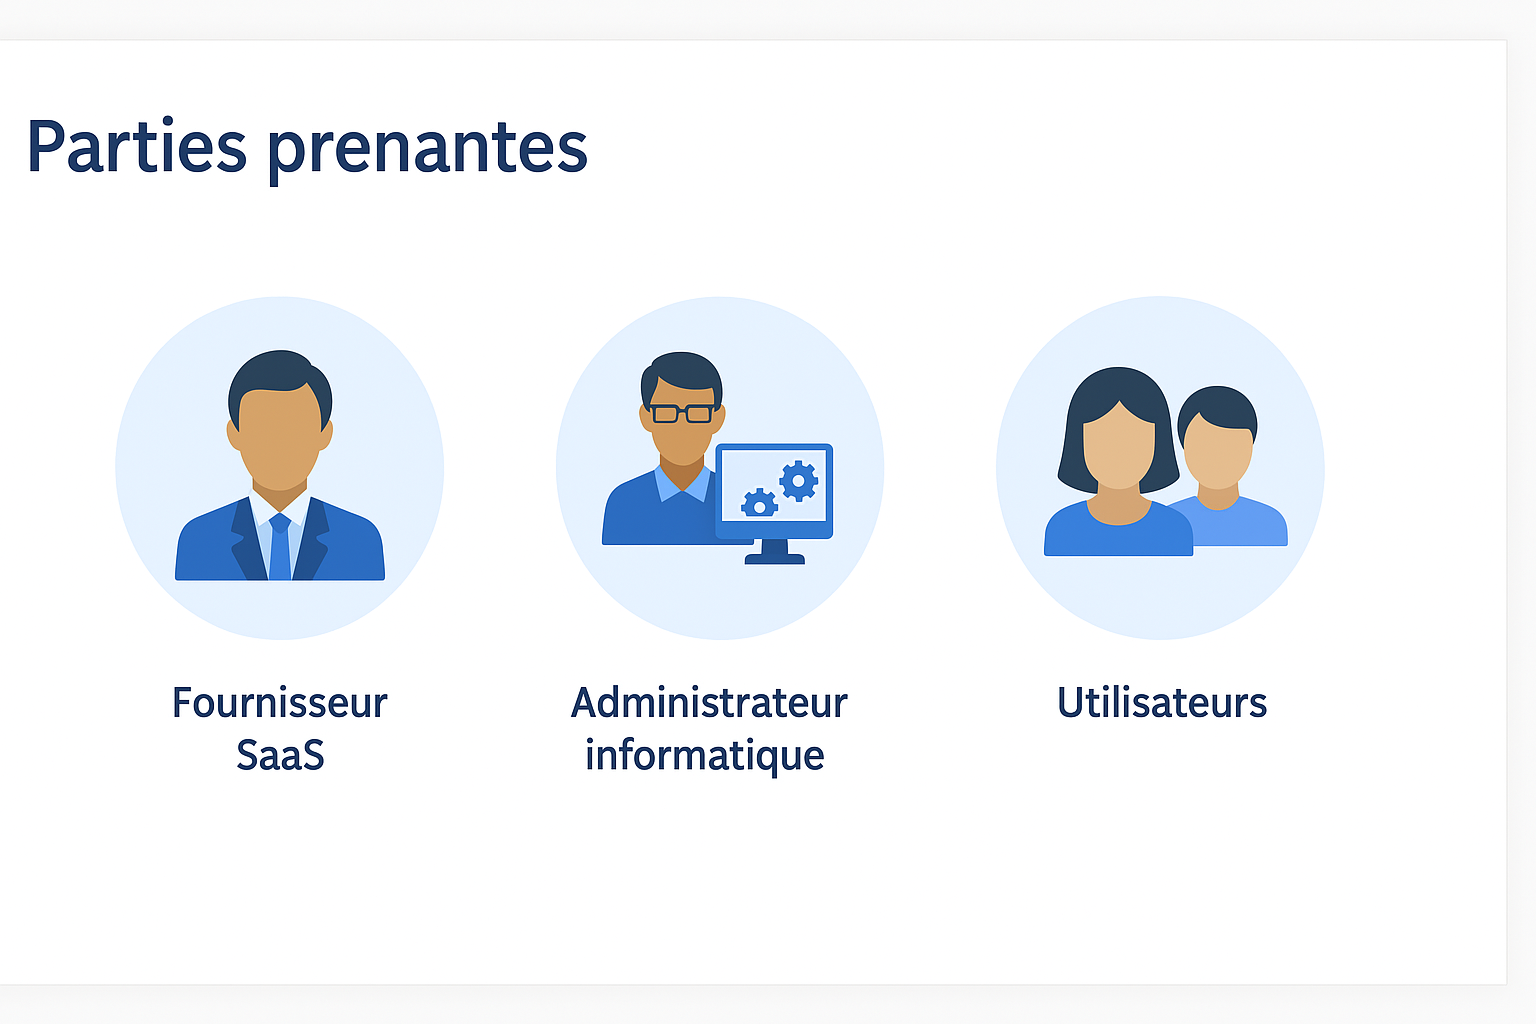 Parties prenantes
Fournisseur
SaaS
Administrateur
informatique
Utilisateurs